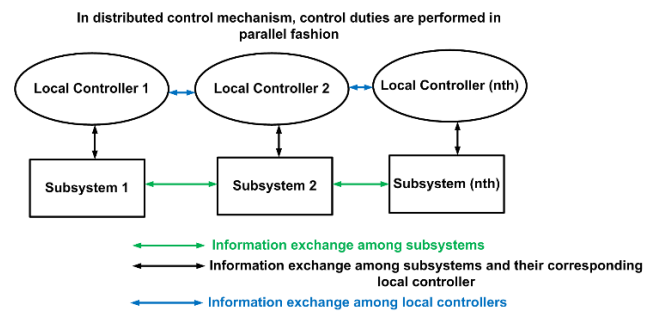 In distributed control mechanism, control duties are performed in
parallel fashion
Local Controller 1
Local Controller 2
Local Controller (nth)
Subsystem 1
Subsystem 2
Subsystem (nth)
Information exchange among subsystems
Information exchange among subsystems and their corresponding
local controller
Information exchange among local controllers